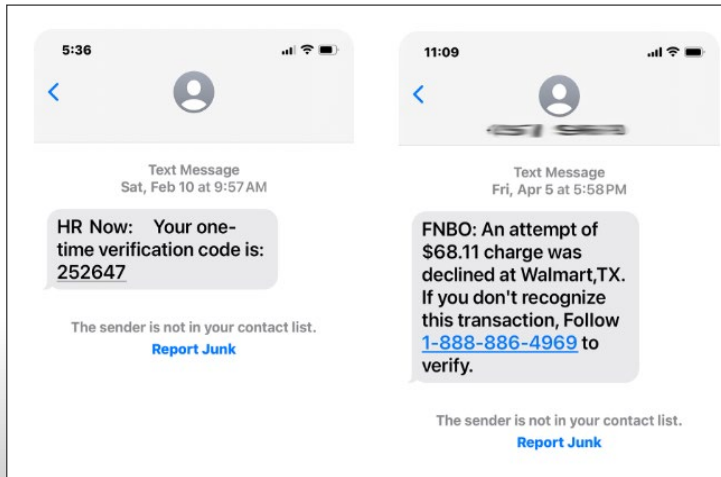 5:36
Text Message
Sat, Feb 10 at 9:57 AM
HR Now: Your one-
time verification code is:
252647
The sender is not in your contact list.
Report Junk
11:09
Text Message
Fri, Apr 5 at 5:58 PM
FNBO: An attempt of
$68.11 charge was
declined at Walmart,TX.
If you don't recognize
this transaction, Follow
1-888-886-4969 to
verify.
The sender is not in your contact list.
Report Junk